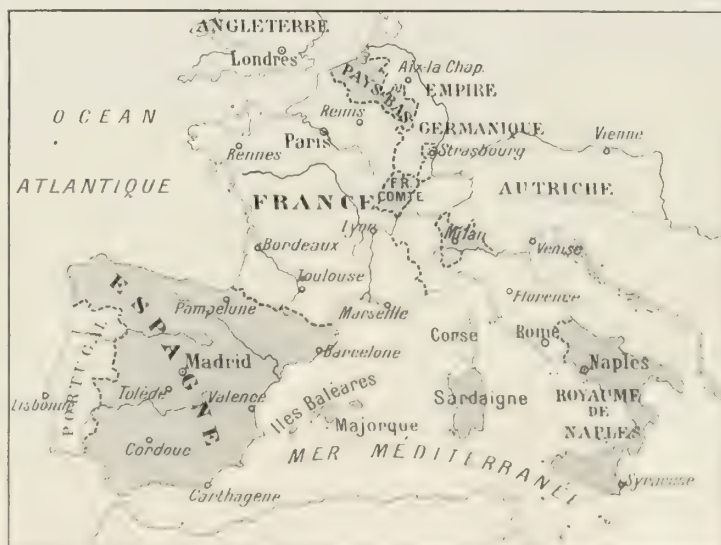 ANGLETERRE
Londres
Aix-la Chap.
PAYS-BAS
EMPIRE
OCEAN
Reims
GERMANIQUE
Paris
Vienne
Rennes
Strasbourg
ATLANTIQUE
FR.
COMTE
AUTRICHE
FRANCE
Lyon
Milan
Venise
Bordeaux
Toulouse
Florence
Pampelune
Marseille
ESPAGNE
Corse
Rome
PORTUGAL
Madrid
Barcelone
Naples
Lisbonne
Tolède
Valence
Iles Baléares
Sardaigne
ROYAUME
DE
NAPLES
Majorque
Cordoue
MER MÉDITERRANEE
Carthagène
Syracuse